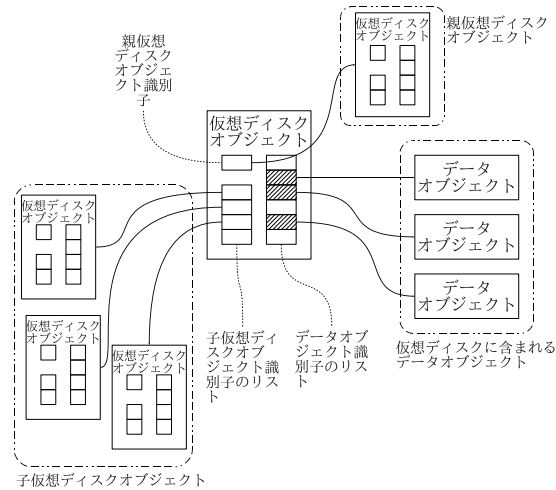 親仮想
ディスク
オブジェ
クト識別
子
仮想ディスク
オブジェクト
親仮想ディスク
オブジェクト
仮想ディスク
オブジェクト
データ
オブジェクト
データ
オブジェクト
データ
オブジェクト
仮想ディスクに含まれる
データオブジェクト
仮想ディスク
オブジェクト
仮想ディスク
オブジェクト
仮想ディスク
オブジェクト
子仮想ディスクオブジェクト
子仮想ディ
スクオブ
ジェクト識
別子のリス
ト
データオブ
ジェクト識
別子のリス
ト